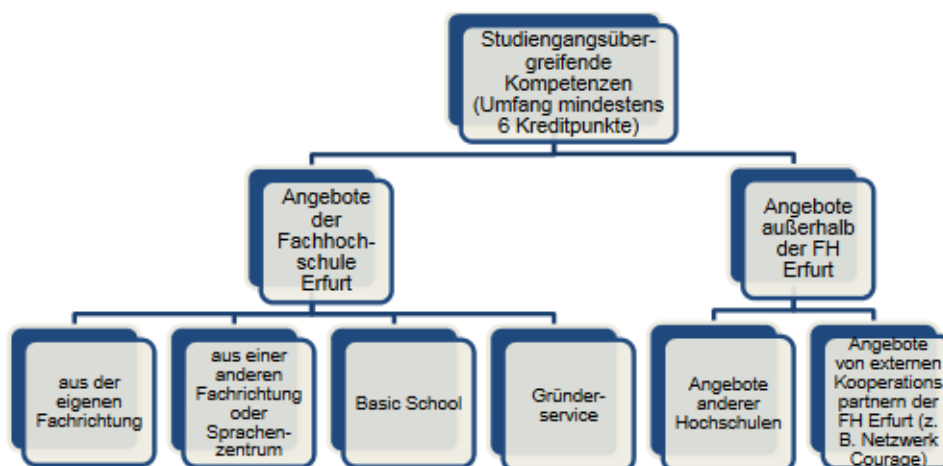 Studiengangsüber-
greifende
Kompetenzen
(Umfang mindestens
6 Kreditpunkte)
Angebote
der
Fachhoch-
schule
Erfurt
Angebote
außerhalb
der FH
Erfurt
aus der
eigenen
Fachrichtung
aus einer
anderen
Fachrichtung
oder
Sprachen-
zentrum
Basic School
Gründer-
service
Angebote
anderer
Hochschulen
Angebote
von externen
Kooperations
partnern der
FH Erfurt (z.
B. Netzwerk
Courage)